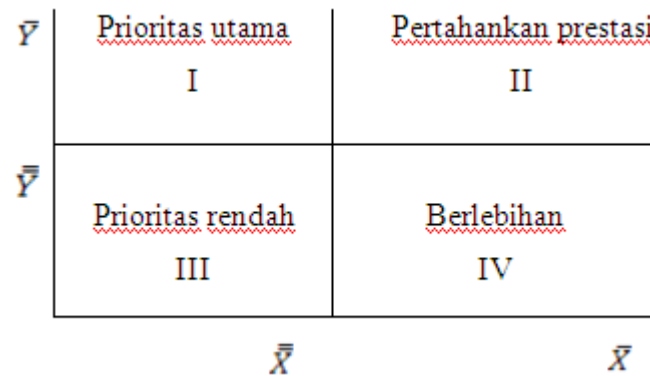 Ȳ Prioritas utama Pertahankan prestasi
I II
Y̿
Prioritas rendah Berlebihan
III IV
X̿ X̄